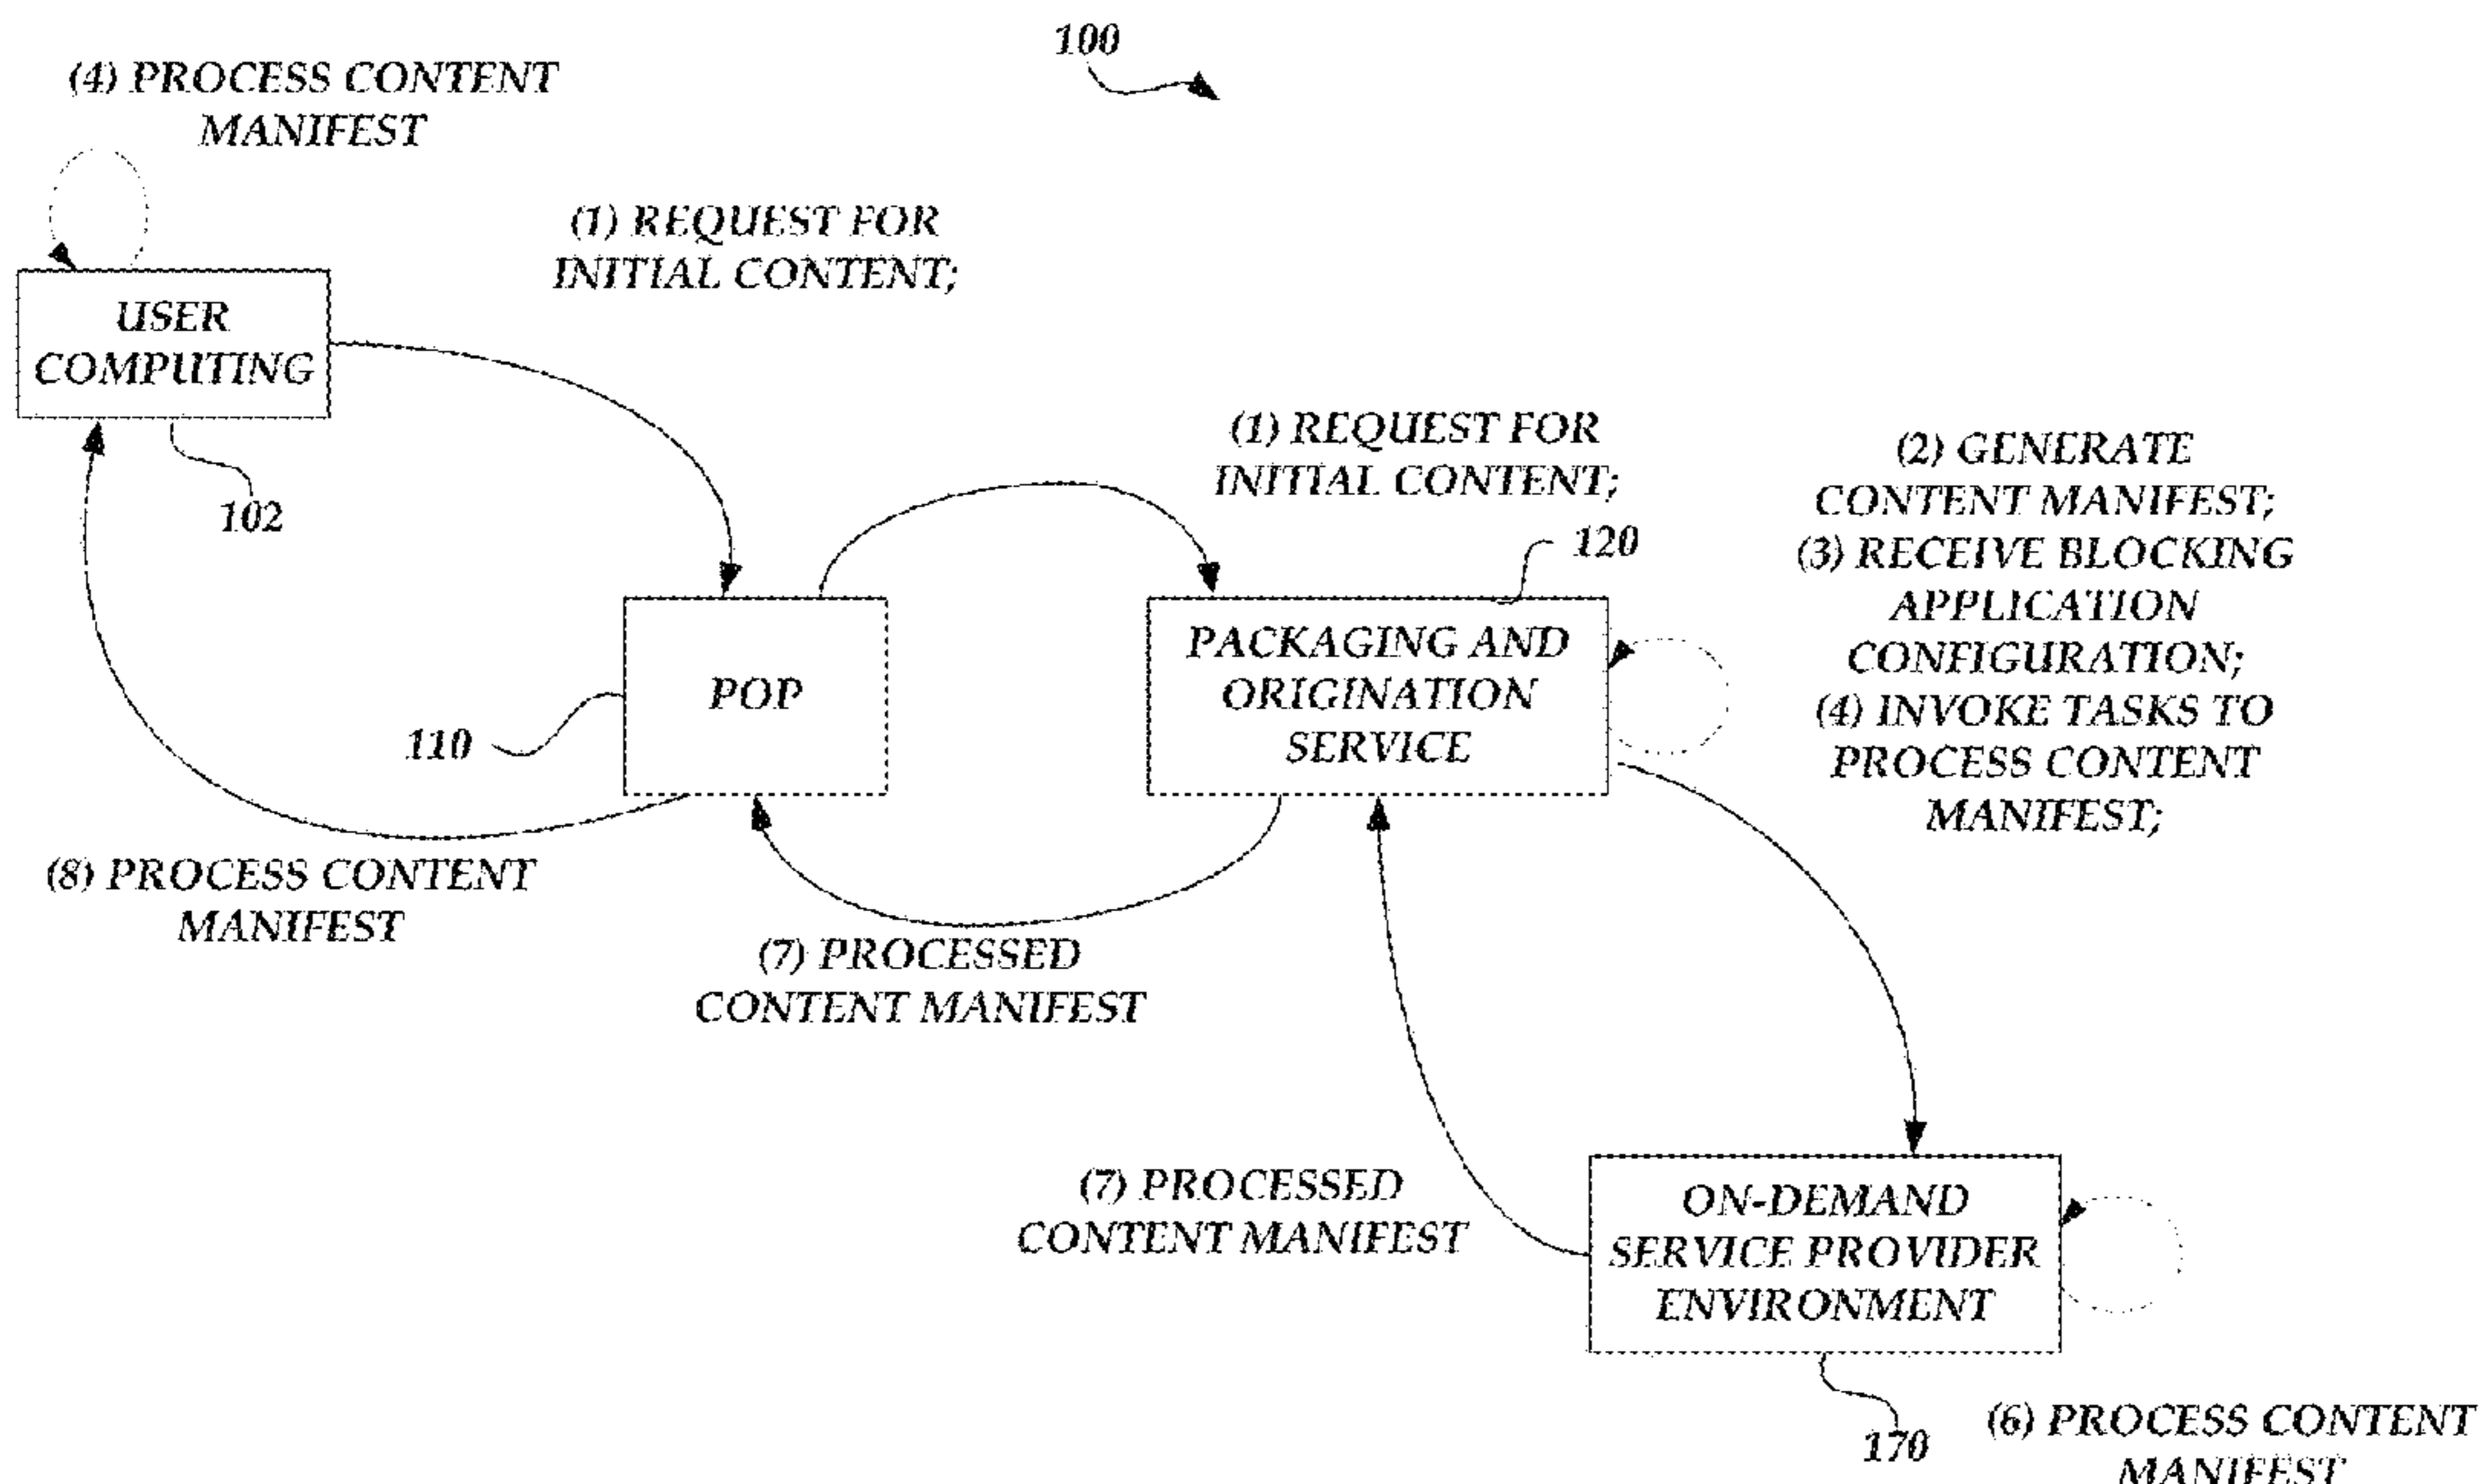 100
(4) PROCESS CONTENT
MANIFEST
(1) REQUEST FOR
INITIAL CONTENT;
USER
COMPUTING
102
(1) REQUEST FOR
INITIAL CONTENT;
120
(2) GENERATE
CONTENT MANIFEST;
(3) RECEIVE BLOCKING
APPLICATION
CONFIGURATION;
(4) INVOKE TASKS TO
PROCESS CONTENT
MANIFEST;
POP
110
PACKAGING AND
ORIGINATION
SERVICE
(8) PROCESS CONTENT
MANIFEST
(7) PROCESSED
CONTENT MANIFEST
(7) PROCESSED
CONTENT MANIFEST
ON-DEMAND
SERVICE PROVIDER
ENVIRONMENT
170
(6) PROCESS CONTENT
MANIFEST